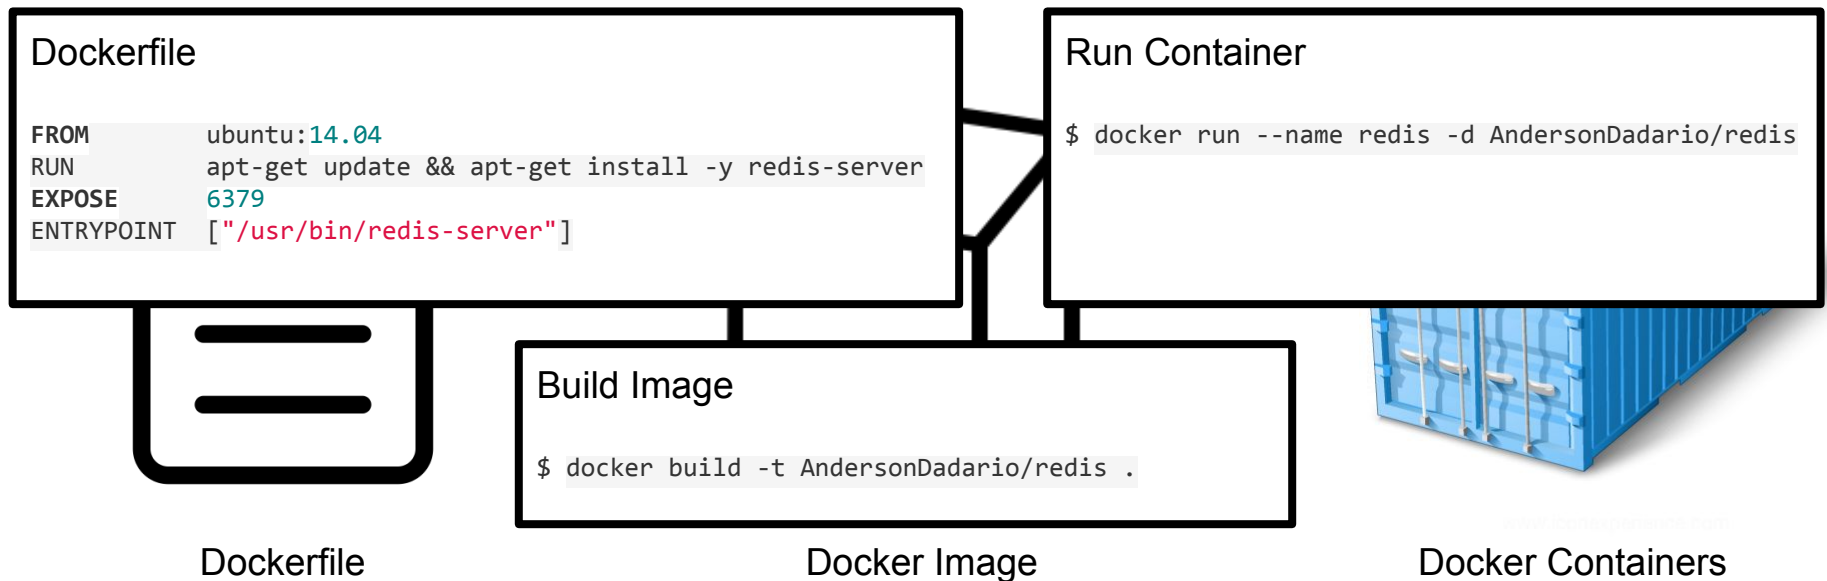 Dockerfile
FROM ubuntu:14.04
RUN apt-get update && apt-get install -y redis-server
EXPOSE 6379
ENTRYPOINT ["/usr/bin/redis-server"]
Run Container
$ docker run --name redis -d AndersonDadario/redis
Build Image
$ docker build -t AndersonDadario/redis .
Dockerfile
Docker Image
Docker Containers